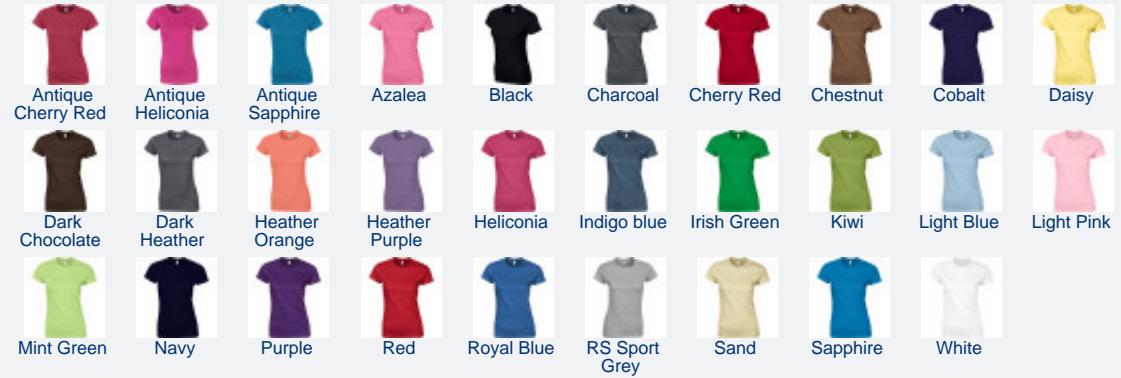 Antique
Cherry Red
Antique
Heliconia
Antique
Sapphire
Azalea
Black
Charcoal
Cherry Red
Chestnut
Cobalt
Daisy
Dark
Chocolate
Dark
Heather
Heather
Orange
Heather
Purple
Heliconia
Indigo blue
Irish Green
Kiwi
Light Blue
Light Pink
Mint Green
Navy
Purple
Red
Royal Blue
RS Sport
Grey
Sand
Sapphire
White